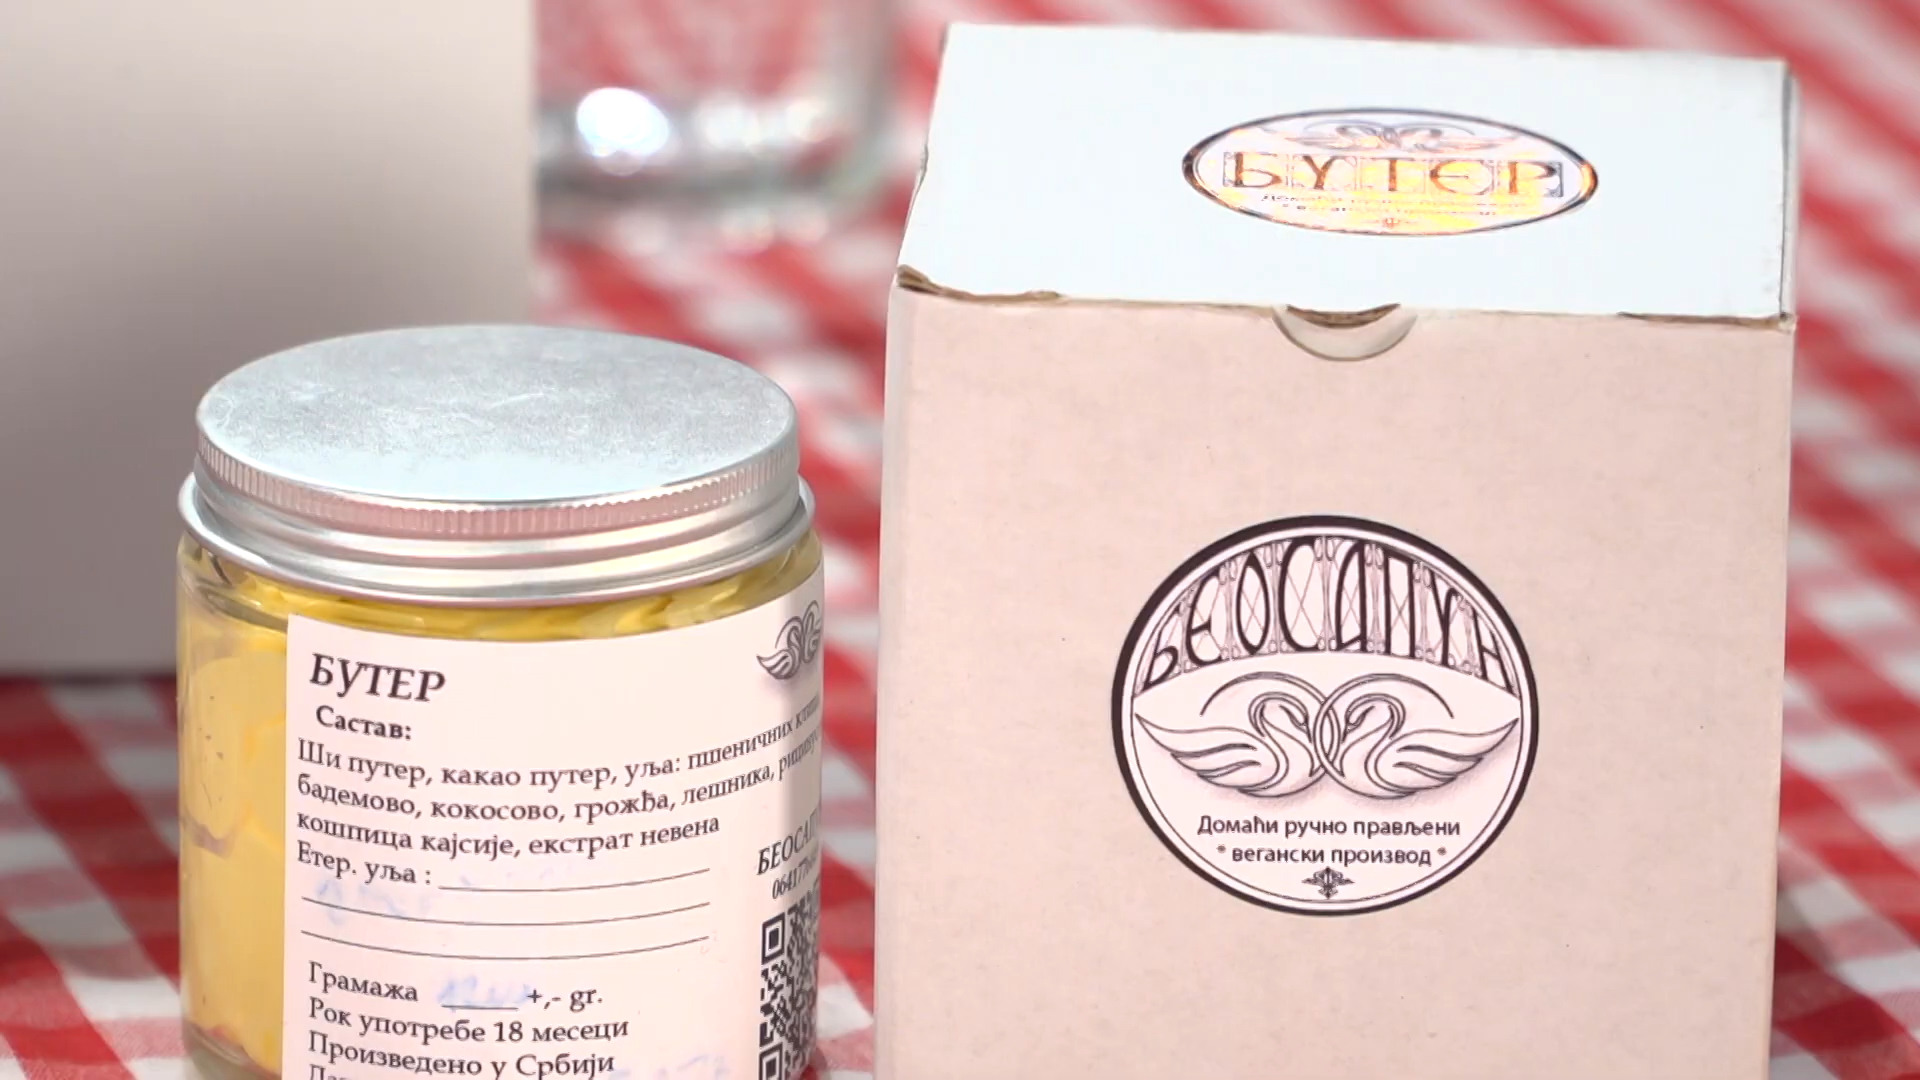 БУТЕР
Састав:
Ши путер, какао путер, уља: пшеничних
бадемово, кокосово, грожђа, лешника,
кошпица кајсије, екстрат невена
Етер. уља :
Грамажа +,- gr.
Рок употребе 18 месеци
Произведено у Србији
БУТЕР
БЕОСАПУН
Домаћи ручно прављени
* вегански производ *